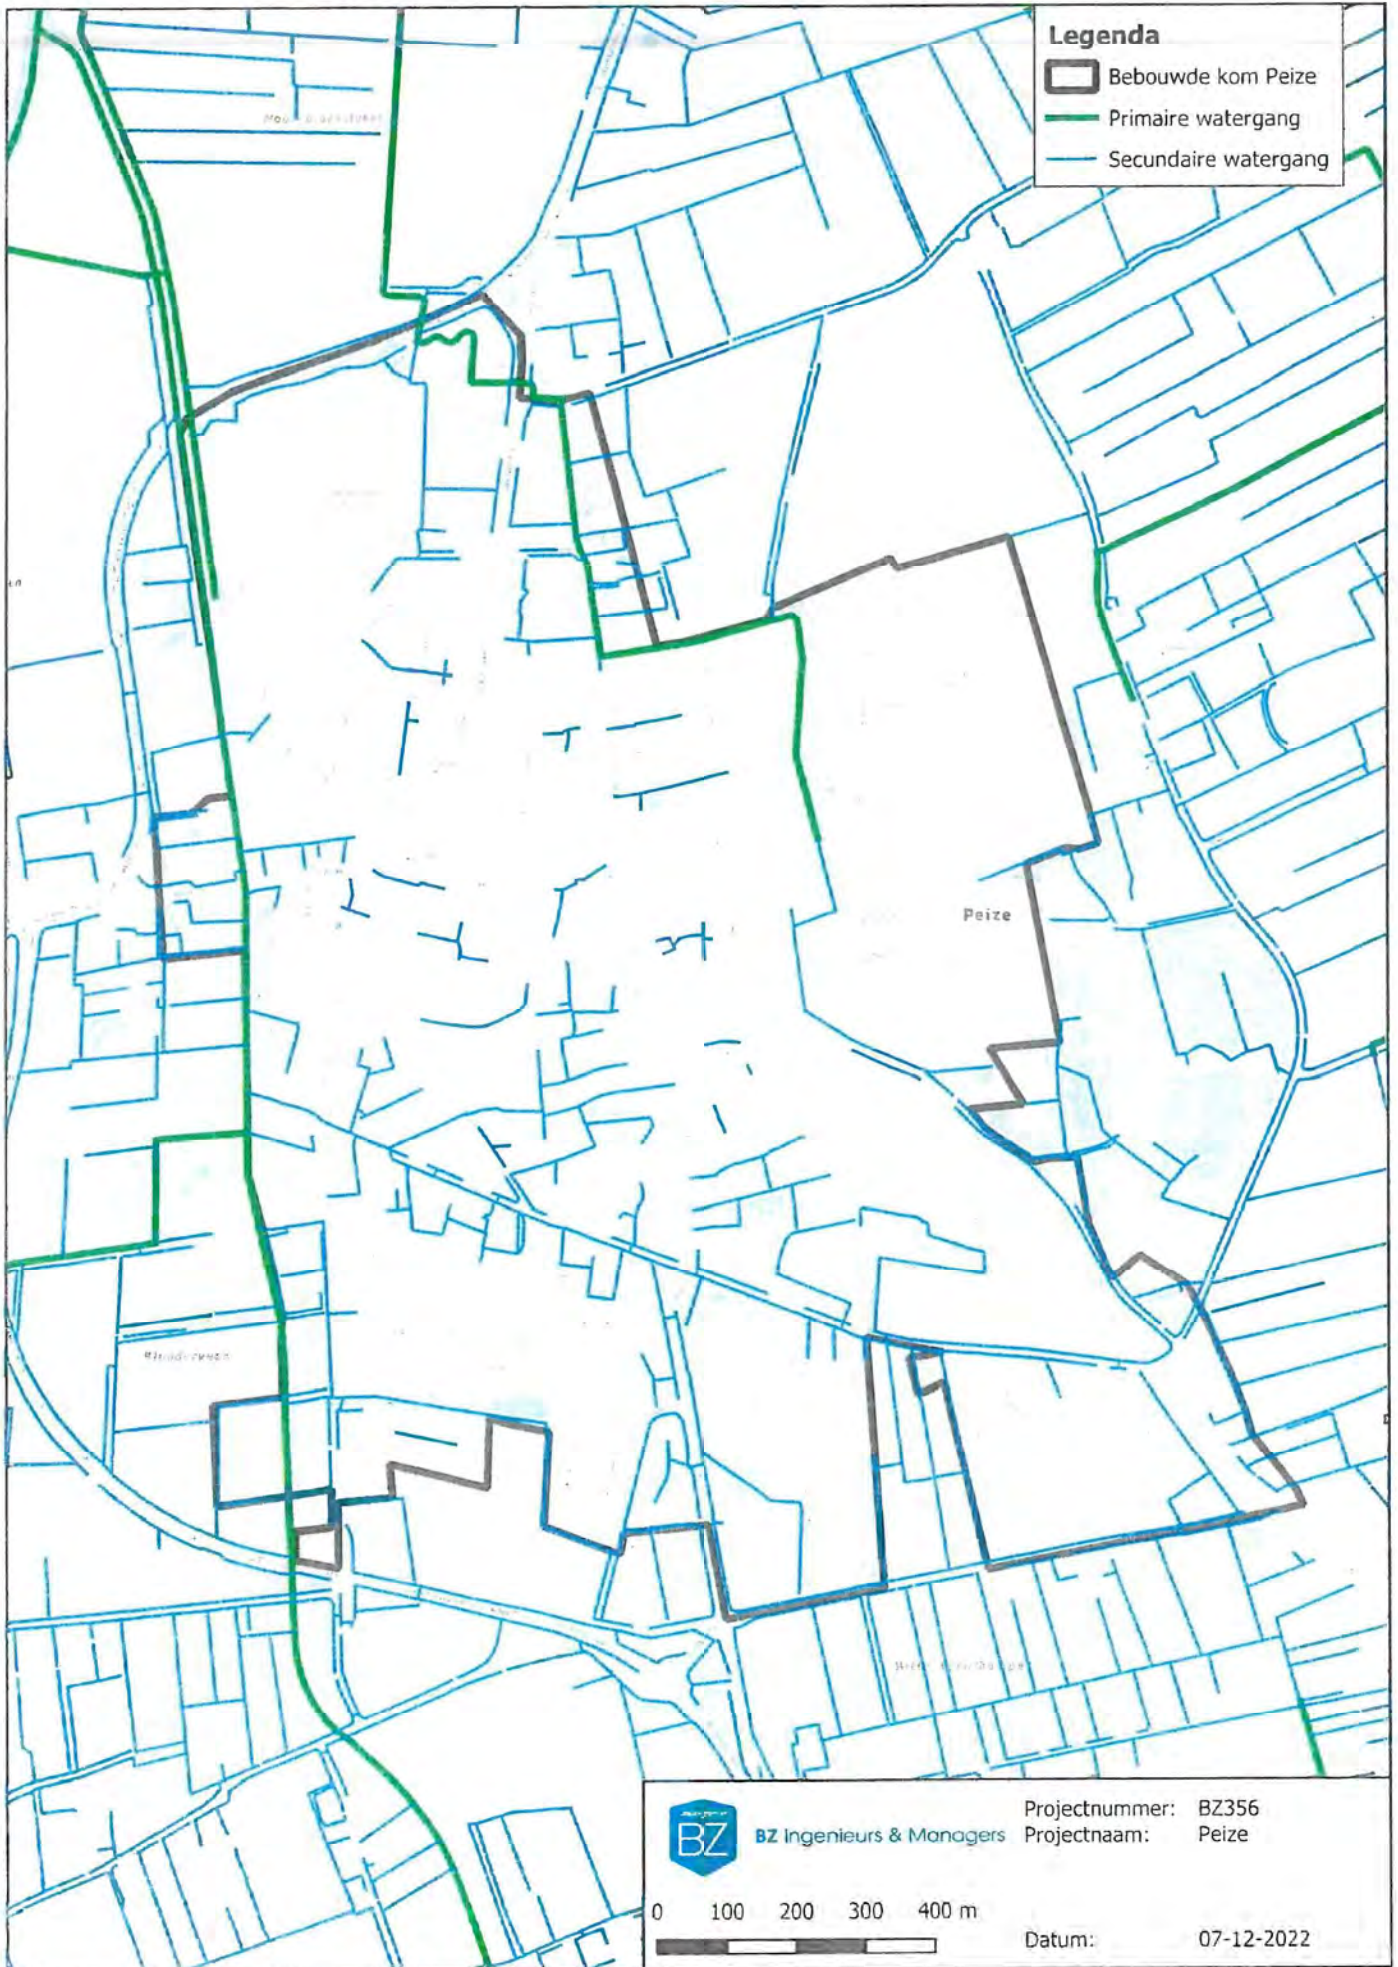 Legenda
Bebouwde kom Peize
Primaire watergang
Secundaire watergang
Peize
BZ
BZ Ingenieurs & Managers
Projectnummer: BZ356
Projectnaam: Peize
0 100 200 300 400 m
Datum: 07-12-2022